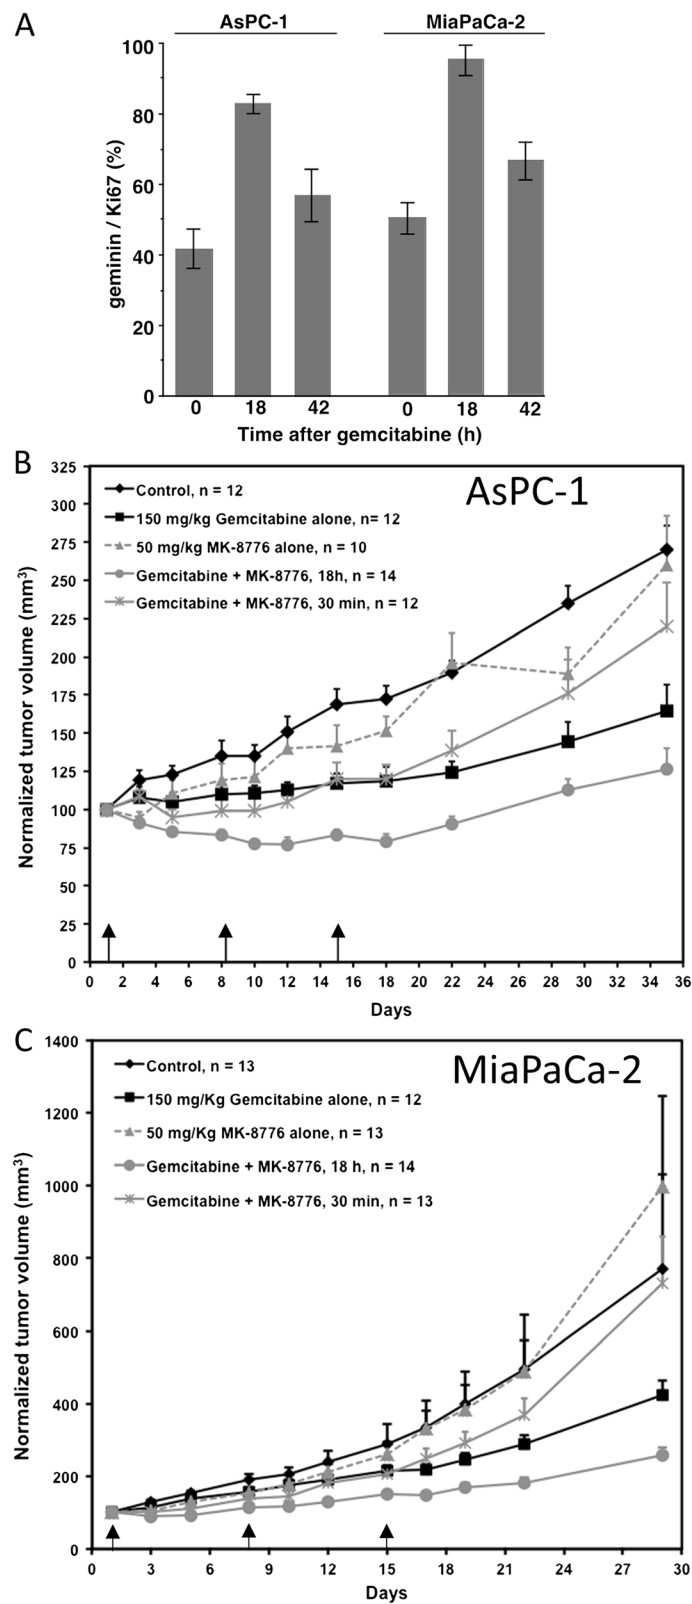 A
AsPC-1 MiaPaCa-2
geminin / Ki67 (%)
100
80
60
40
20
0
0 18 42 0 18 42
Time after gemcitabine (h)
B
AsPC-1
Normalized tumor volume (mm³)
325
300
275
250
225
200
175
150
125
100
75
50
25
0
Control, n = 12
150 mg/kg Gemcitabine alone, n= 12
50 mg/kg MK-8776 alone, n = 10
Gemcitabine + MK-8776, 18h, n = 14
Gemcitabine + MK-8776, 30 min, n = 12
0 2 4 6 8 10 12 14 16 18 20 22 24 26 28 30 32 34 36
Days
C
MiaPaCa-2
Normalized tumor volume (mm³)
1400
1200
1000
800
600
400
200
0
Control, n = 13
150 mg/Kg Gemcitabine alone, n = 12
50 mg/Kg MK-8776 alone, n = 13
Gemcitabine + MK-8776, 18 h, n = 14
Gemcitabine + MK-8776, 30 min, n = 13
0 3 6 9 12 15 18 21 24 27 30
Days